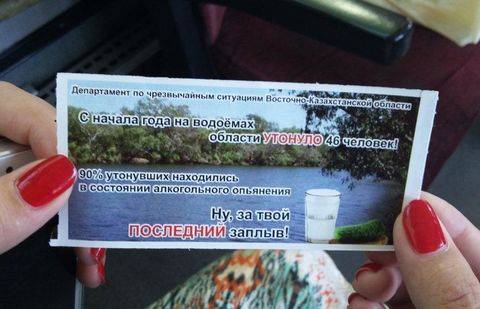 Департамент по чрезвычайным ситуациям Восточно-Казахстанской области
С начала года на водоёмах
области УТОНУЛО 46 человек!
90% утонувших находились
в состоянии алкогольного опьянения
Ну, за твой
ПОСЛЕДНИЙ заплыв!